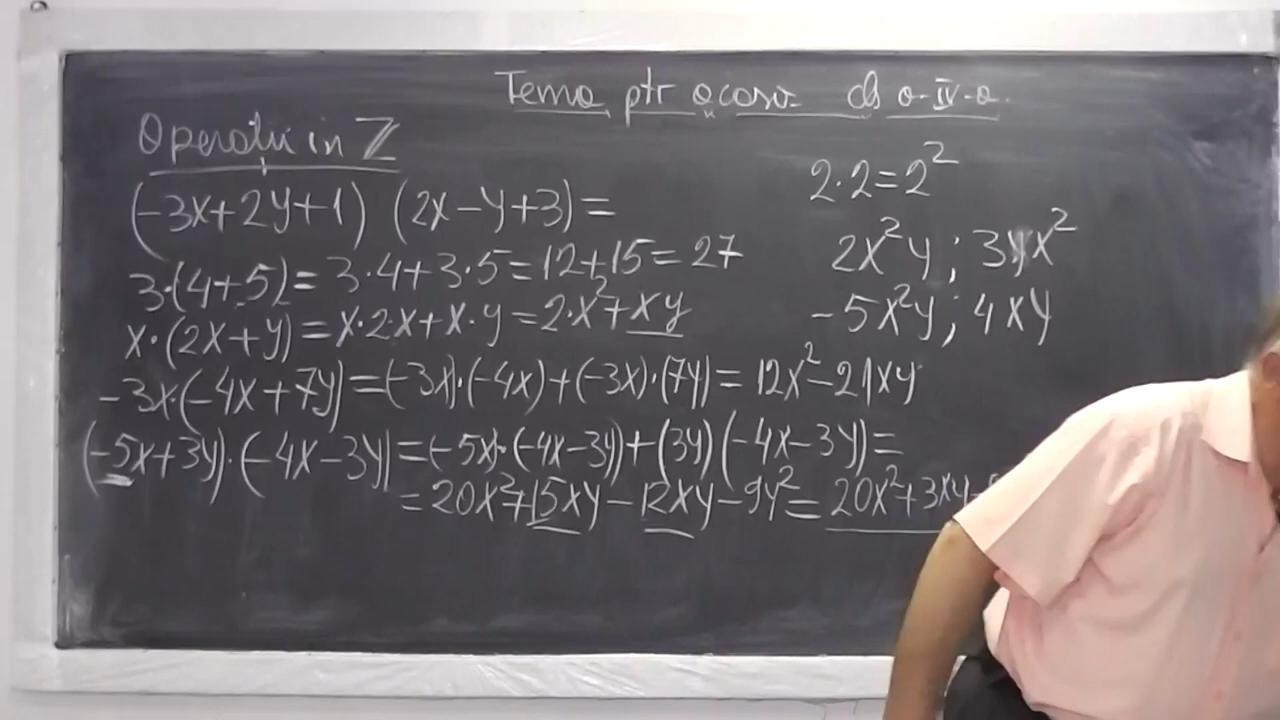 Tema ptr acasa cls a-IV-a.
Operatii in ℤ
(-3x+2y+1) (2x-y+3)=
3·(4+5)=3·4+3·5=12+15=27
x·(2x+y)=x·2·x+x·y=2·x²+xy
-3x·(-4x+7y)=(-3x)·(-4x)+(-3x)·(7y)=12x²-21xy
(-5x+3y)·(-4x-3y)=(-5x)·(-4x-3y)+(3y)(-4x-3y)=
=20x²+15xy-12xy-9y²=20x²+3xy-
2·2=2²
2x²y; 3yx²
-5x²y; 4xy